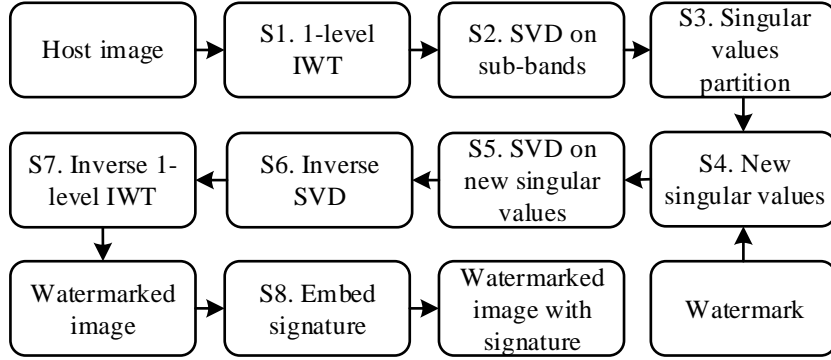 Host image
S1. 1-level
IWT
S2. SVD on
sub-bands
S3. Singular
values
partition
S7. Inverse 1-
level IWT
S6. Inverse
SVD
S5. SVD on
new singular
values
S4. New
singular values
Watermarked
image
S8. Embed
signature
Watermarked
image with
signature
Watermark